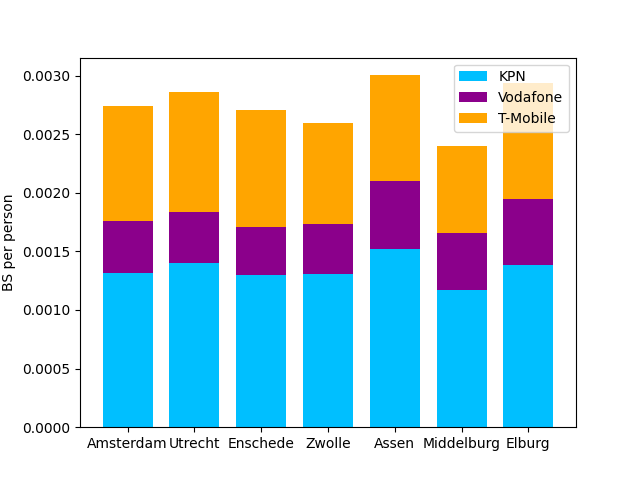 KPN
Vodafone
T-Mobile
BS per person
0.0030
0.0025
0.0020
0.0015
0.0010
0.0005
0.0000
Amsterdam Utrecht Enschede Zwolle Assen Middelburg Elburg